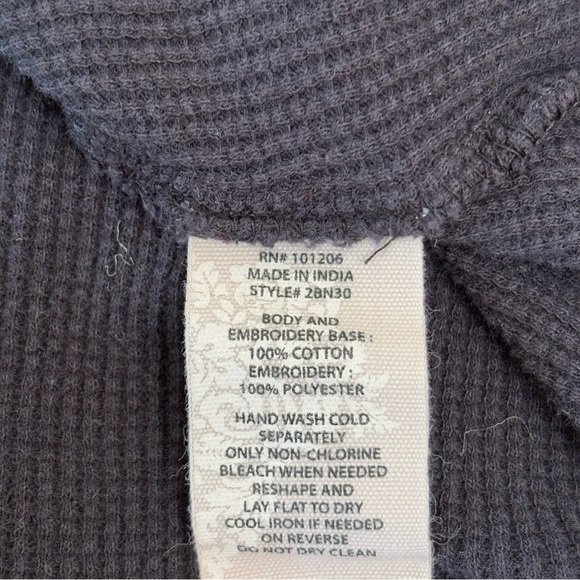 RN# 101206
MADE IN INDIA
STYLE# 2BN30
BODY AND
EMBROIDERY BASE :
100% COTTON
EMBROIDERY :
100% POLYESTER
HAND WASH COLD
SEPARATELY
ONLY NON-CHLORINE
BLEACH WHEN NEEDED
RESHAPE AND
LAY FLAT TO DRY
COOL IRON IF NEEDED
ON REVERSE
DO NOT DRY CLEAN